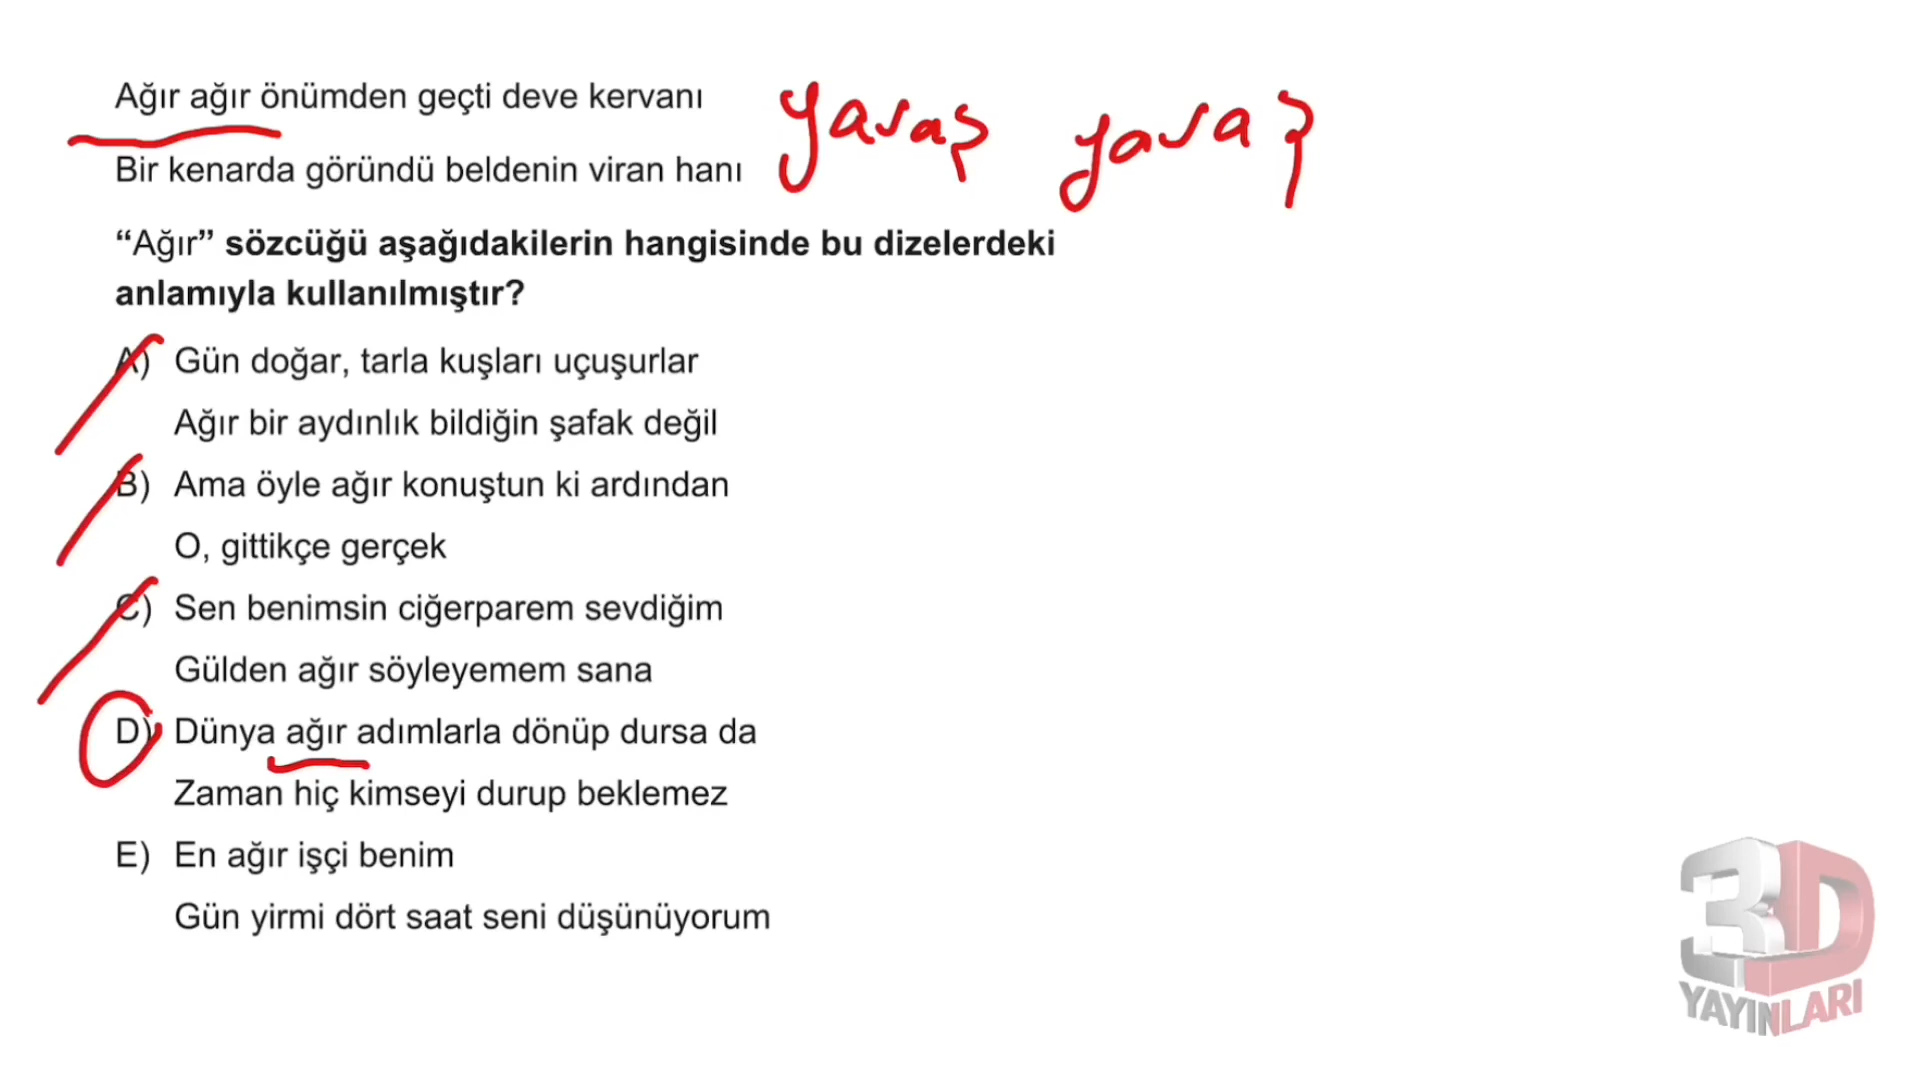 Ağır ağır önümden geçti deve kervanı
yavaş yavaş
Bir kenarda göründü beldenin viran hanı
“Ağır” sözcüğü aşağıdakilerin hangisinde bu dizelerdeki
anlamıyla kullanılmıştır?
A) Gün doğar, tarla kuşları uçuşurlar
Ağır bir aydınlık bildiğin şafak değil
B) Ama öyle ağır konuştun ki ardından
O, gittikçe gerçek
C) Sen benimsin ciğerparem sevdiğim
Gülden ağır söyleyemem sana
D) Dünya ağır adımlarla dönüp dursa da
Zaman hiç kimseyi durup beklemez
E) En ağır işçi benim
Gün yirmi dört saat seni düşünüyorum
3D
YAYINLARI